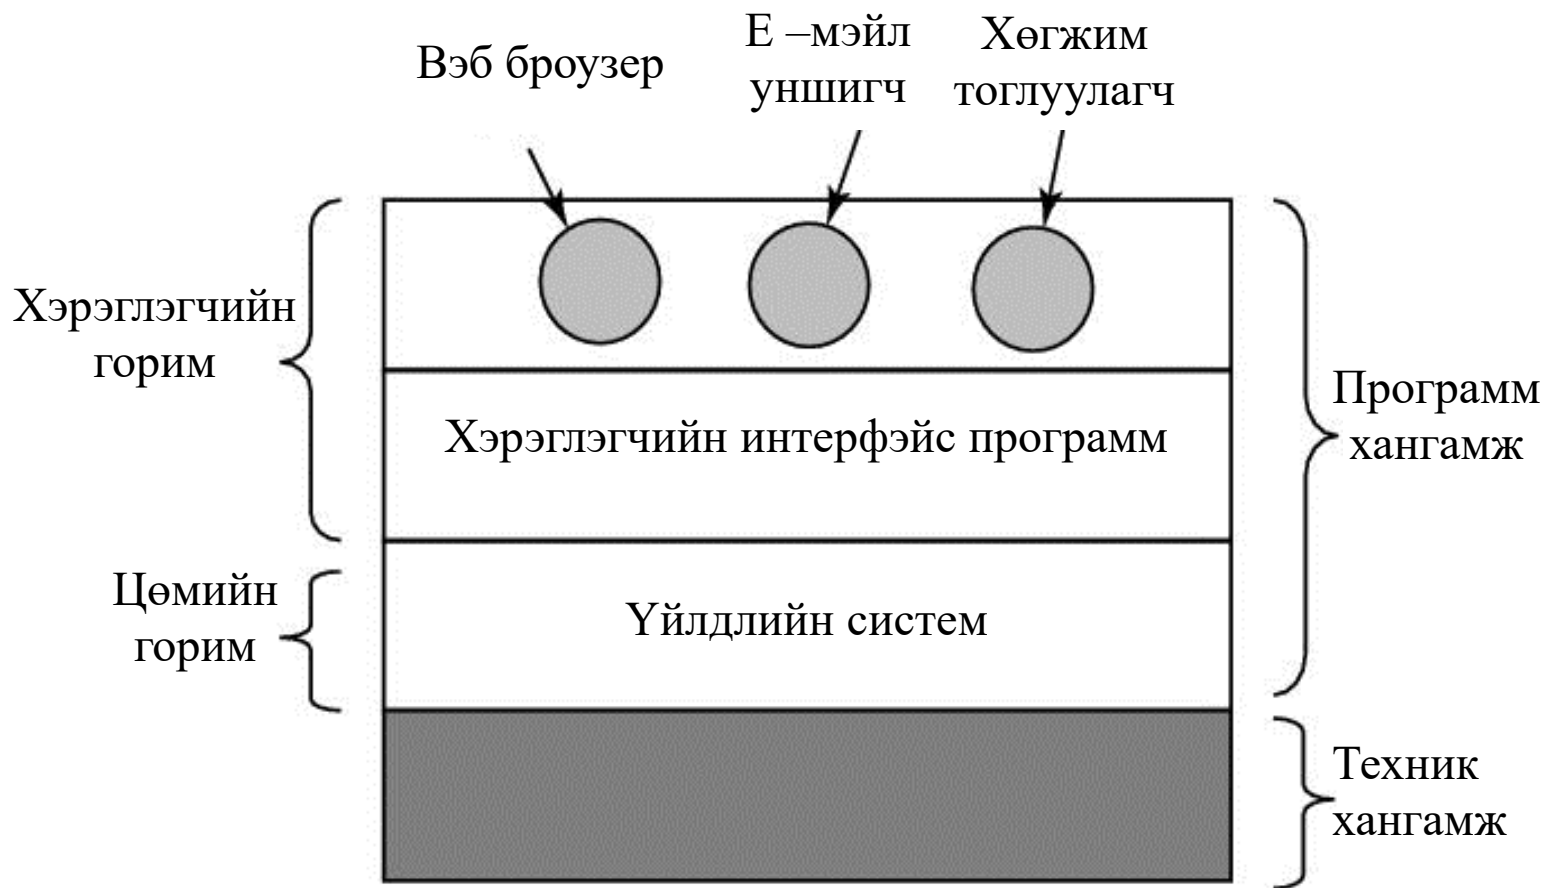 Вэб броузер
Е –мэйл
уншигч
Хөгжим
тоглуулагч
Хэрэглэгчийн
горим
Хэрэглэгчийн интерфэйс программ
Программ
хангамж
Цөмийн
горим
Үйлдлийн систем
Техник
хангамж